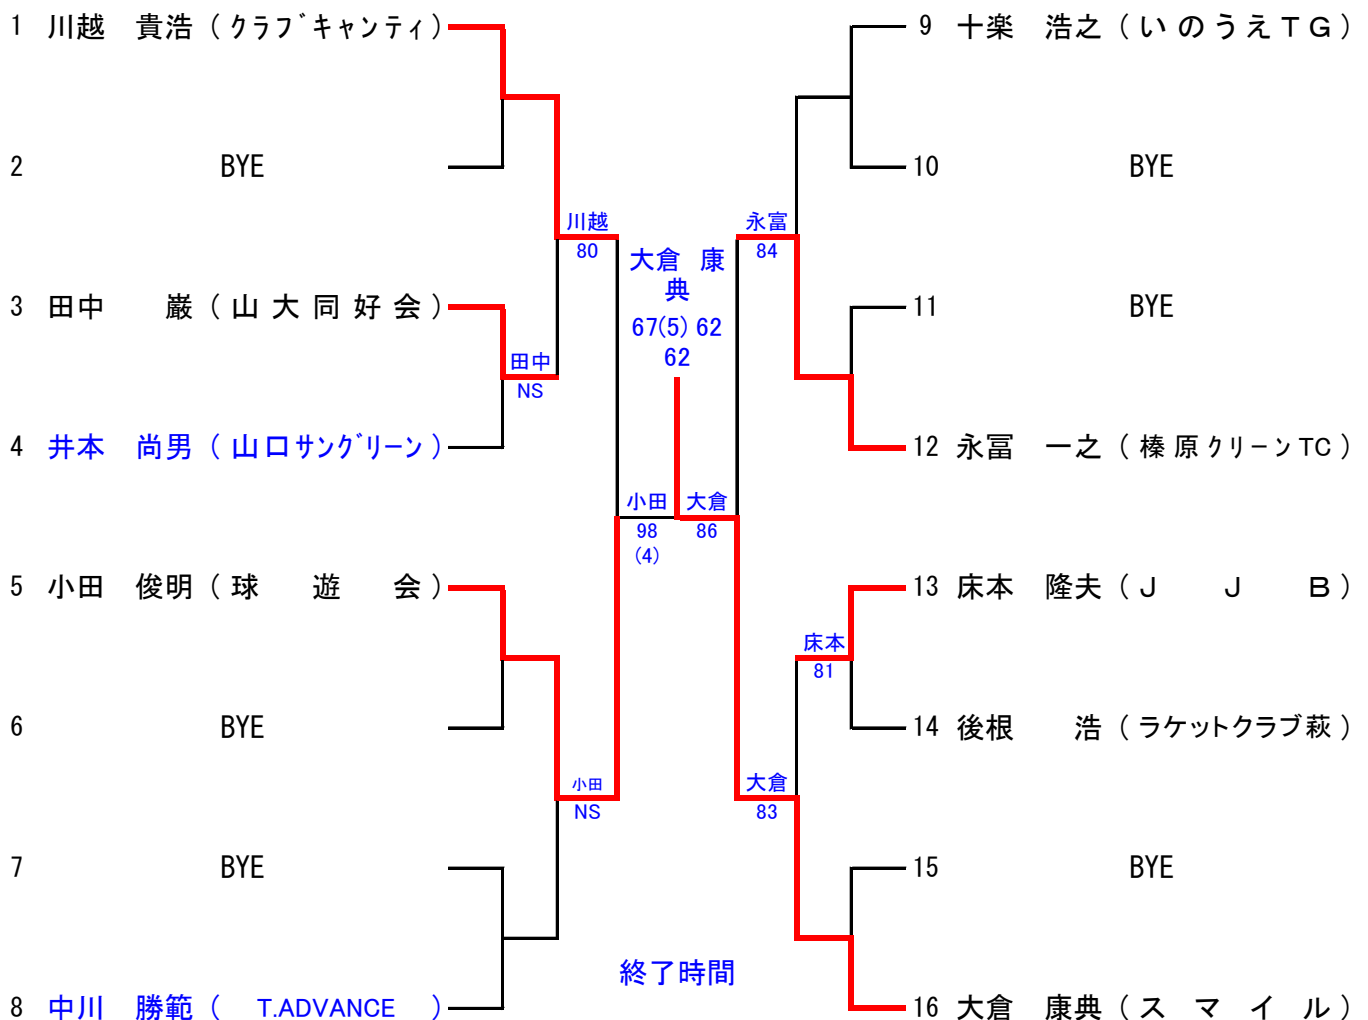 1 川越 貴浩 ( クラブキャンティ )
2 BYE
川越
80
3 田中 巌 ( 山 大 同 好 会 )
田中
NS
4 井本 尚男 ( 山口サングリーン )
小田
98
(4)
5 小田 俊明 ( 球 遊 会 )
6 BYE
小田
NS
7 BYE
8 中川 勝範 ( T.ADVANCE )
大倉 康
典
67(5) 62
62
終了時間
9 十楽 浩之 ( い の う え T G )
10 BYE
永富
84
11 BYE
12 永冨 一之 ( 榛 原 クリーン TC )
大倉
86
13 床本 隆夫 ( J J B )
床本
81
14 後根 浩 ( ラケットクラブ萩 )
大倉
83
15 BYE
16 大倉 康典 ( ス マ イ ル )